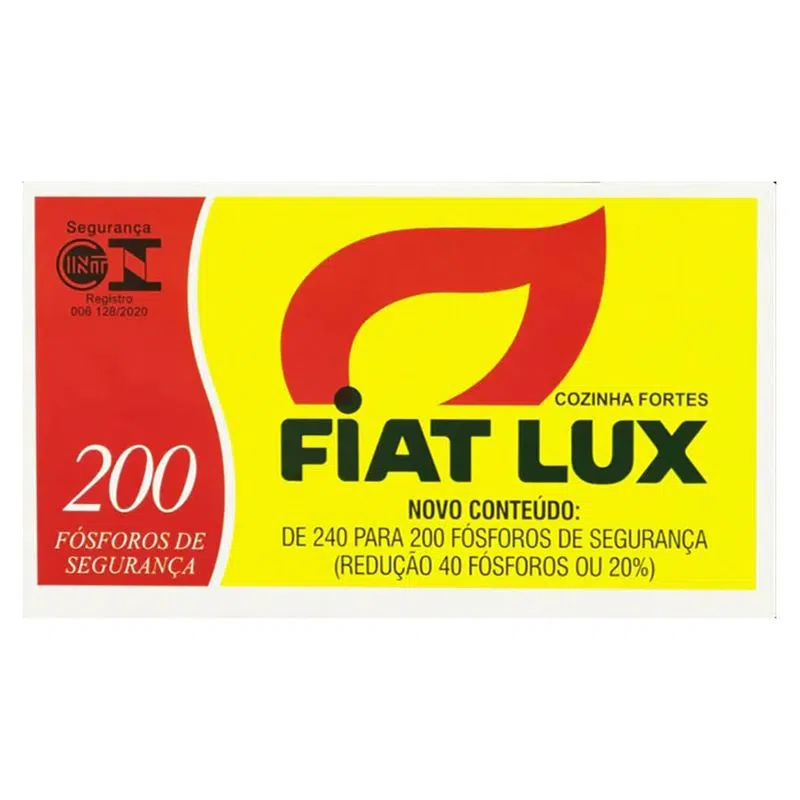 Segurança
Registro
006 128/2020
200
FÓSFOROS DE
SEGURANÇA
COZINHA FORTES
FiAT LUX
NOVO CONTEÚDO:
DE 240 PARA 200 FÓSFOROS DE SEGURANÇA
(REDUÇÃO 40 FÓSFOROS OU 20%)